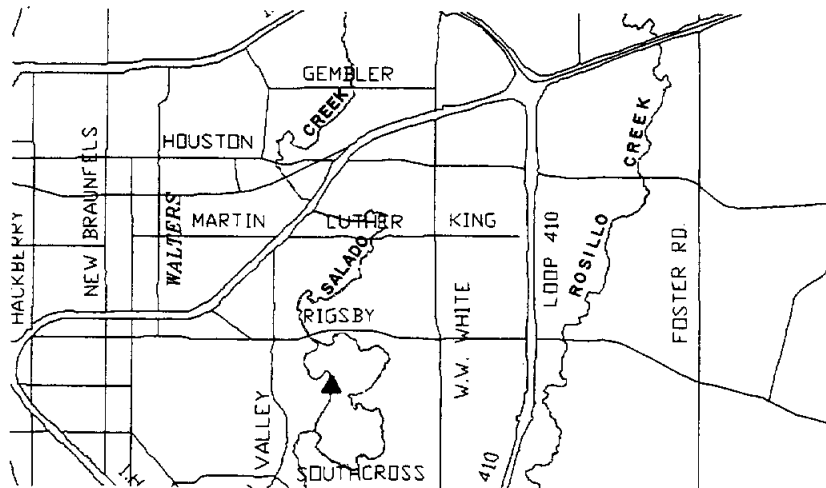 GEMBLER
CREEK
HOUSTON
CREEK
NEW BRAUNFELS
WALTERS
MARTIN LUTHER KING
HACKBERRY
SALADO
LOOP 410
ROSILLO
FOSTER RD.
RIGSBY
W.W. WHITE
VALLEY
SOUTHCROSS
410
I.H.